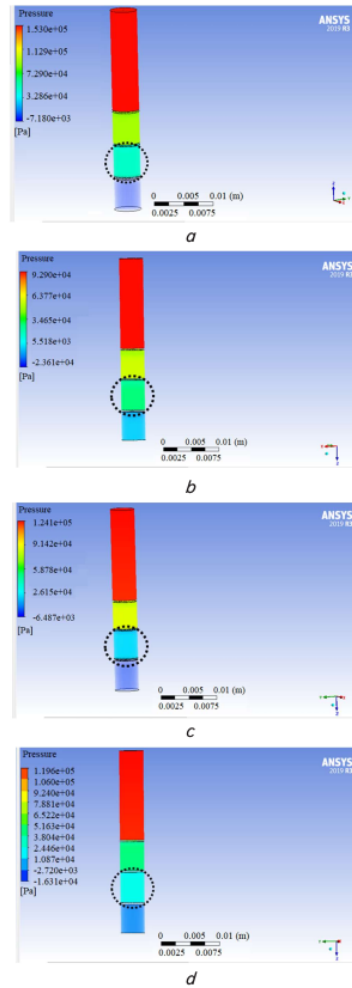 Pressure
1.530e+05
1.129e+05
7.290e+04
3.286e+04
-7.180e+03
[Pa]
ANSYS
2019 R3
0 0.005 0.01 (m)
0.0025 0.0075
a
Pressure
9.290e+04
6.377e+04
3.465e+04
5.518e+03
-2.361e+04
[Pa]
ANSYS
2019 R3
0 0.005 0.01 (m)
0.0025 0.0075
b
Pressure
1.241e+05
9.142e+04
5.878e+04
2.615e+04
-6.487e+03
[Pa]
ANSYS
2019 R3
0 0.005 0.01 (m)
0.0025 0.0075
c
Pressure
1.196e+05
1.060e+05
9.240e+04
7.881e+04
6.522e+04
5.163e+04
3.804e+04
2.446e+04
1.087e+04
-2.720e+03
-1.631e+04
[Pa]
ANSYS
2019 R3
0 0.005 0.01 (m)
0.0025 0.0075
d